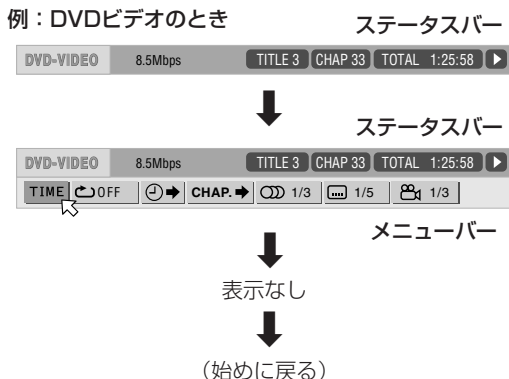 例：DVDビデオのとき
ステータスバー
DVD-VIDEO 8.5Mbps TITLE 3 CHAP 33 TOTAL 1:25:58
ステータスバー
DVD-VIDEO 8.5Mbps TITLE 3 CHAP 33 TOTAL 1:25:58
TIME OFF CHAP. 1/3 1/5 1/3
メニューバー
表示なし
（始めに戻る）